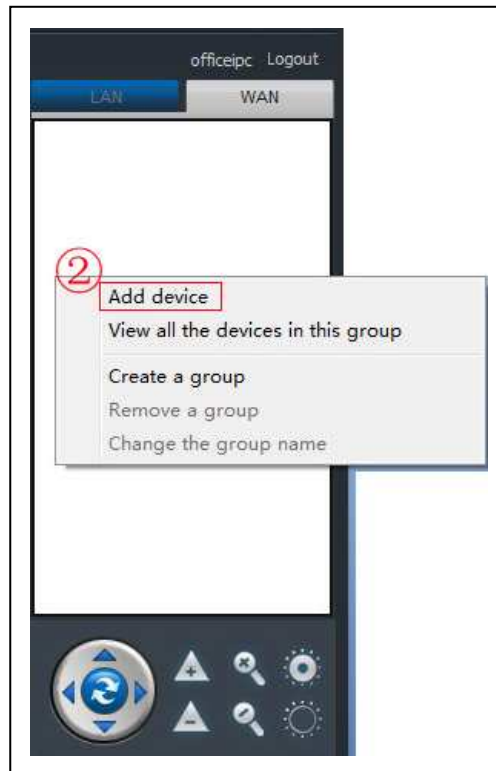 officeipc Logout
LAN WAN
②
Add device
View all the devices in this group
Create a group
Remove a group
Change the group name